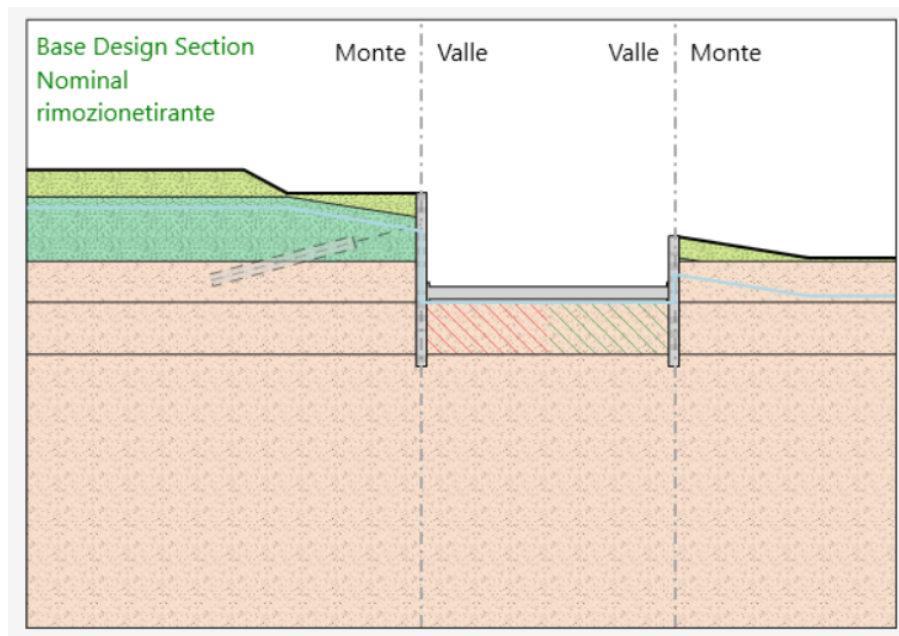 Base Design Section
Nominal
rimozionetirante
Monte
Valle
Valle
Monte